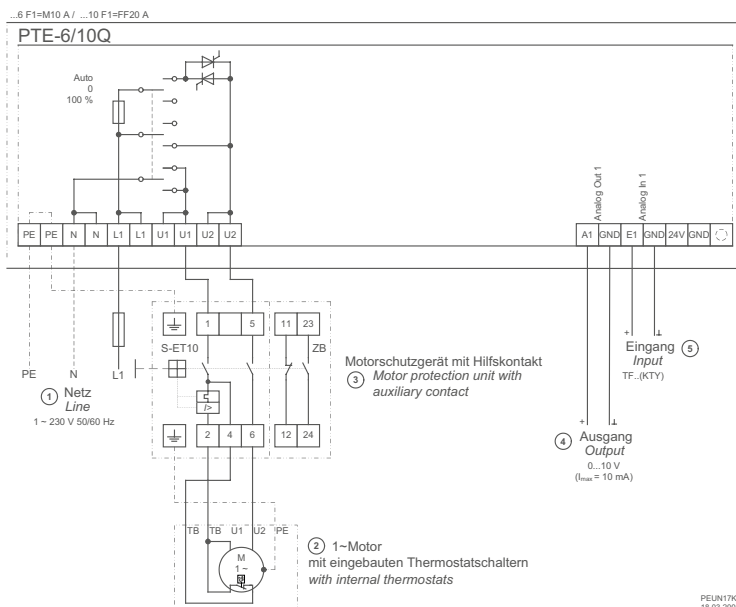 ...6 F1=M10 A / ...10 F1=FF20 A
PTE-6/10Q
Auto
0
100 %
Analog Out 1
Analog In 1
PE PE N N L1 L1 U1 U1 U2 U2
A1 GND E1 GND 24V GND
1 5 11 23
S-ET10
ZB
PE N L1
1 Netz
Line
1 ~ 230 V 50/60 Hz
I>
2 4 6 12 24
3 Motorschutzgerät mit Hilfskontakt
Motor protection unit with
auxiliary contact
+ ⊥
Eingang 5
Input
TF..(KTY)
+ ⊥
4 Ausgang
Output
0...10 V
(Imax = 10 mA)
TB TB U1 U2 PE
M
1 ~
2 1~Motor
mit eingebauten Thermostatschaltern
with internal thermostats
PEUN17K